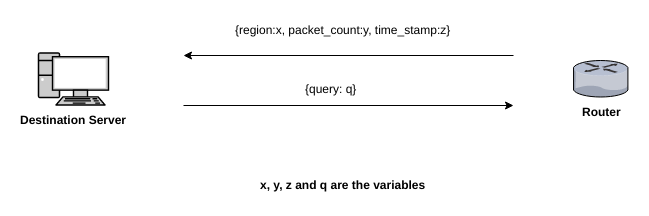 {region:x, packet_count:y, time_stamp:z}
{query: q}
Destination Server
Router
x, y, z and q are the variables